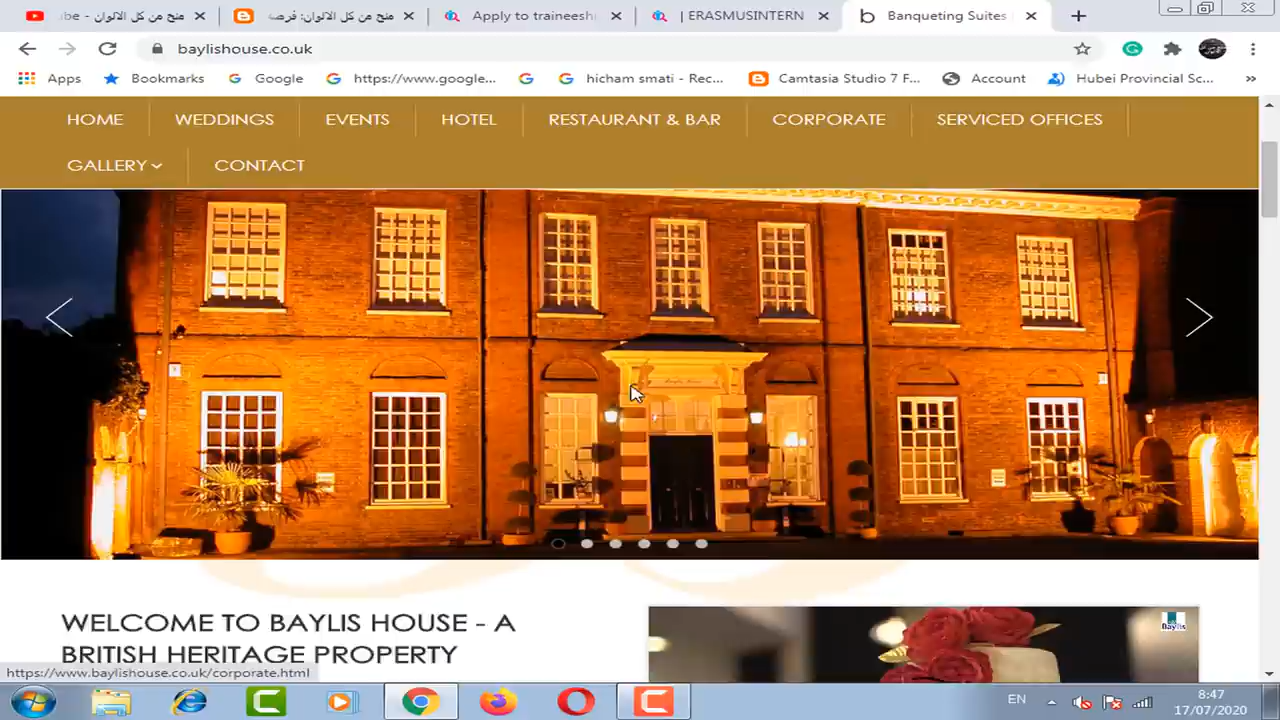 ube - منح من كل الالوان
منح من كل الالوان: فرصة
Apply to traineesh
| ERASMUSINTERN
Banqueting Suites
baylishouse.co.uk
Apps
Bookmarks
Google
https://www.google...
hicham smati - Rec...
Camtasia Studio 7 F...
Account
Hubei Provincial Sc...
»
HOME
WEDDINGS
EVENTS
HOTEL
RESTAURANT & BAR
CORPORATE
SERVICED OFFICES
GALLERY
CONTACT
WELCOME TO BAYLIS HOUSE - A
BRITISH HERITAGE PROPERTY
Baylis
https://www.baylishouse.co.uk/corporate.html
EN
8:47
17/07/2020